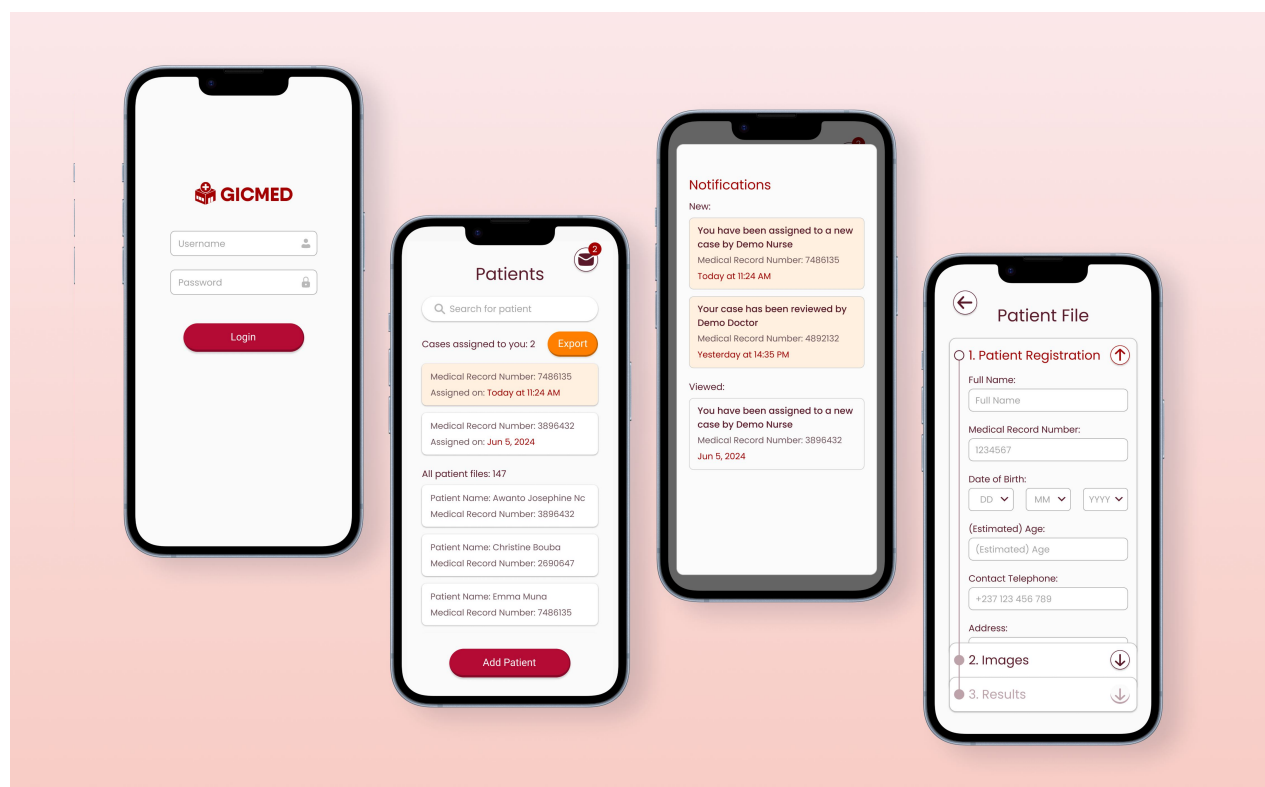 GICMED
Username
Password
Login
2
Patients
Search for patient
Cases assigned to you: 2
Export
Medical Record Number: 7486135
Assigned on: Today at 11:24 AM
Medical Record Number: 3896432
Assigned on: Jun 5, 2024
All patient files: 147
Patient Name: Awanto Josephine Nc
Medical Record Number: 3896432
Patient Name: Christine Bouba
Medical Record Number: 2690647
Patient Name: Emma Muna
Medical Record Number: 7486135
Add Patient
Notifications
New:
You have been assigned to a new
case by Demo Nurse
Medical Record Number: 7486135
Today at 11:24 AM
Your case has been reviewed by
Demo Doctor
Medical Record Number: 4892132
Yesterday at 14:35 PM
Viewed:
You have been assigned to a new
case by Demo Nurse
Medical Record Number: 3896432
Jun 5, 2024
Patient File
1. Patient Registration
Full Name:
Full Name
Medical Record Number:
1234567
Date of Birth:
DD MM YYYY
(Estimated) Age:
(Estimated) Age
Contact Telephone:
+237 123 456 789
Address:
2. Images
3. Results